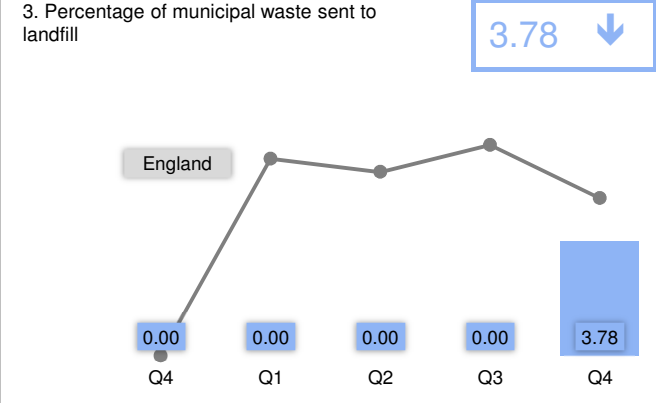 3. Percentage of municipal waste sent to
landfill
3.78
England
0.00 0.00 0.00 0.00 3.78
Q4 Q1 Q2 Q3 Q4